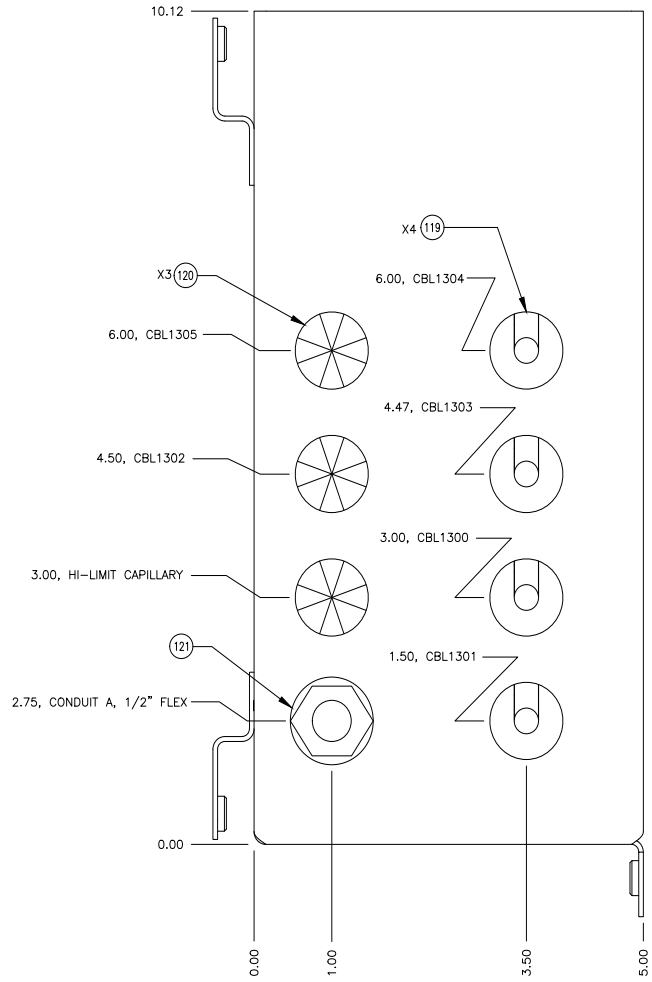 10.12
X4 119
X3 120
6.00, CBL1304
6.00, CBL1305
4.47, CBL1303
4.50, CBL1302
3.00, CBL1300
3.00, HI-LIMIT CAPILLARY
121
1.50, CBL1301
2.75, CONDUIT A, 1/2" FLEX
0.00
0.00
1.00
3.50
5.00